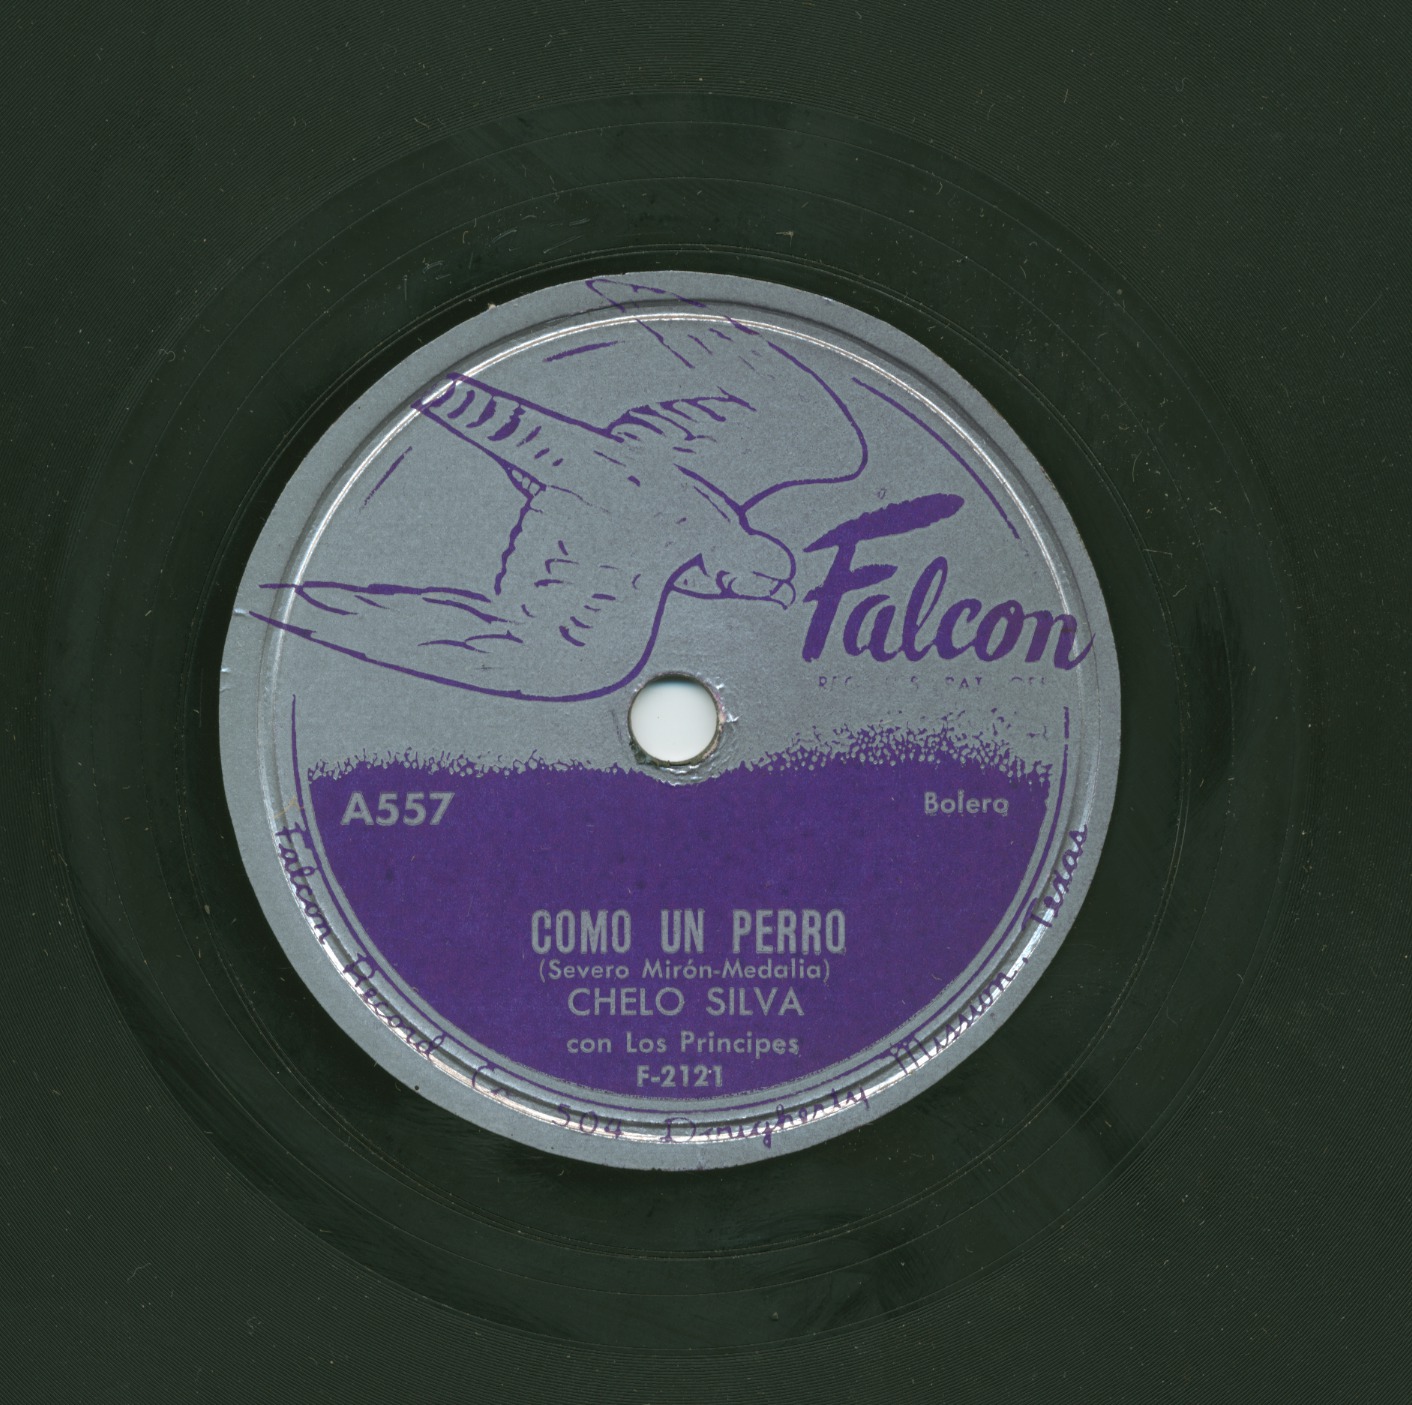 Falcon
A557
Bolero
COMO UN PERRO
(Severo Mirón-Medalia)
CHELO SILVA
con Los Principes
F-2121
Falcon Record Co 504 Dougherty Mission, Texas